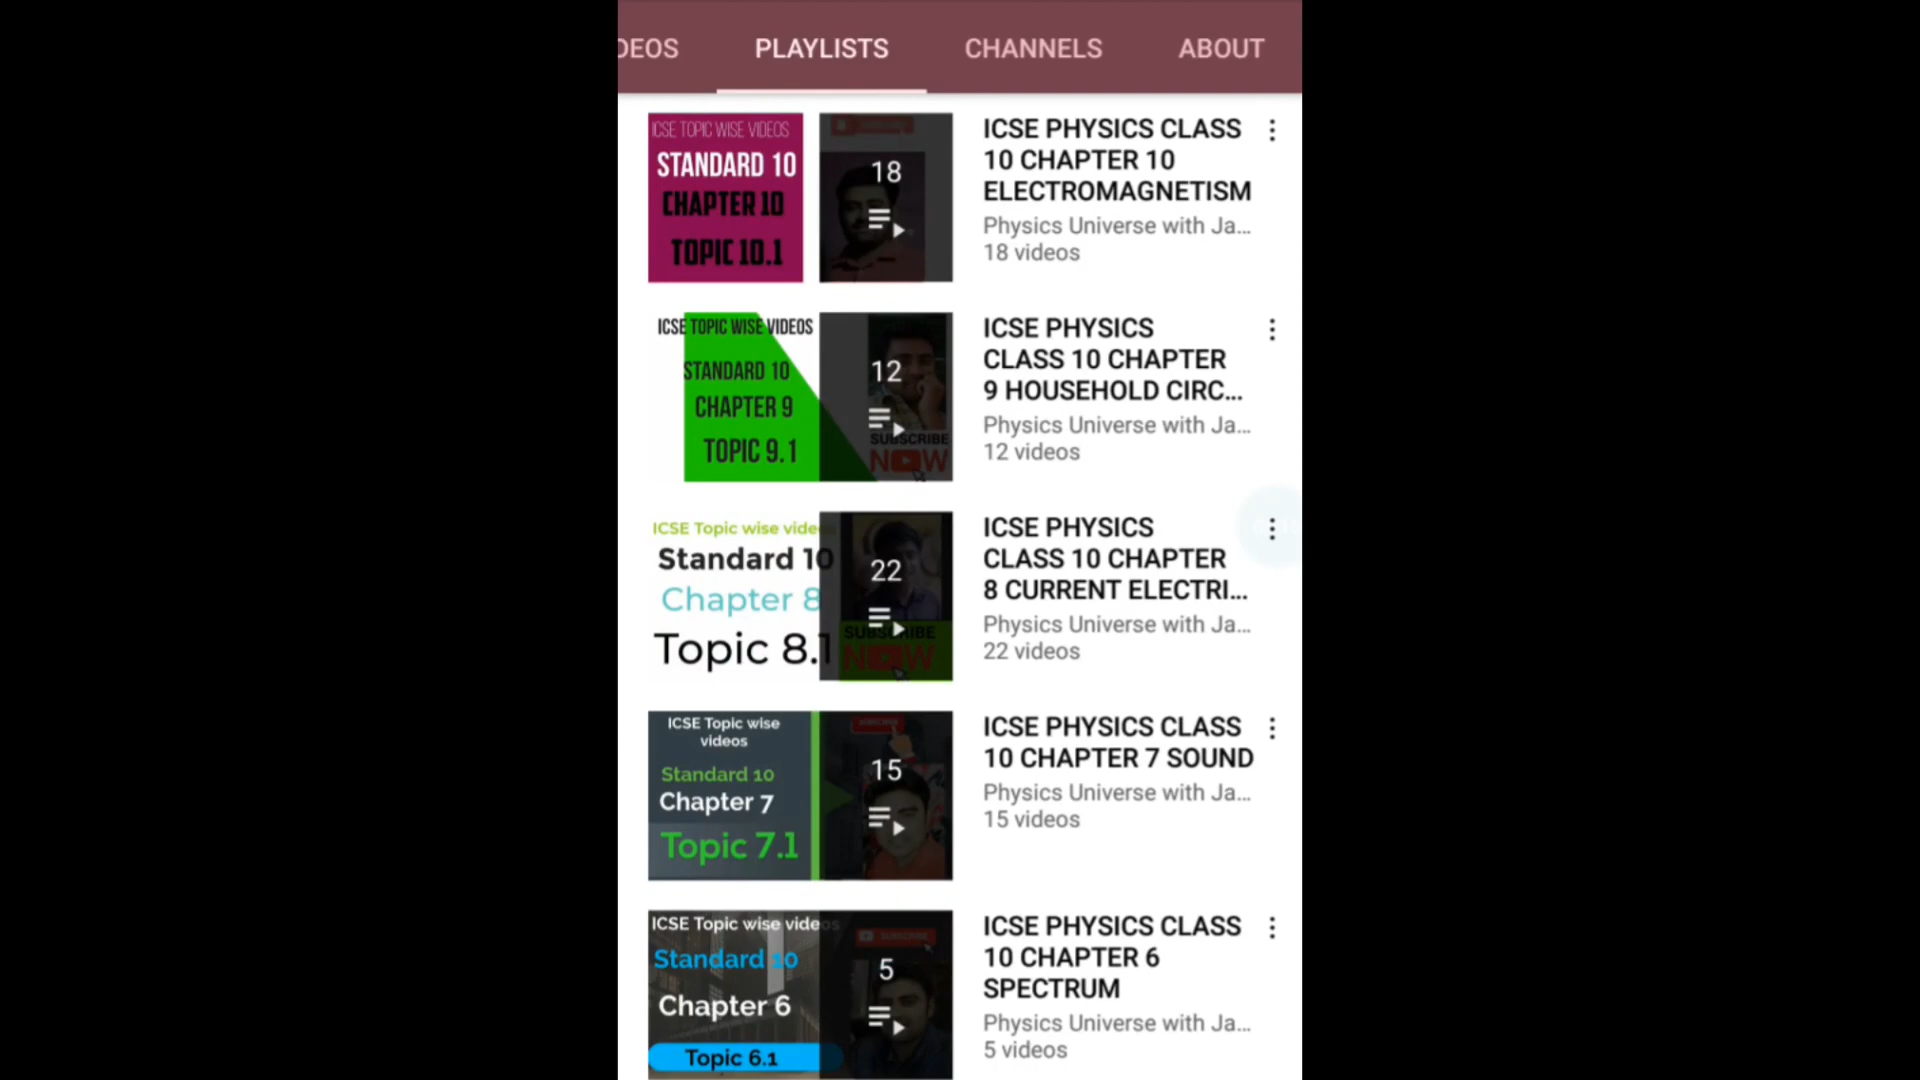 DEOS PLAYLISTS CHANNELS ABOUT
ICSE TOPIC WISE VIDEOS
STANDARD 10
CHAPTER 10
TOPIC 10.1
18
ICSE PHYSICS CLASS
10 CHAPTER 10
ELECTROMAGNETISM
Physics Universe with Ja...
18 videos
ICSE TOPIC WISE VIDEOS
STANDARD 10
CHAPTER 9
TOPIC 9.1
12
SUBSCRIBE
NOW
ICSE PHYSICS
CLASS 10 CHAPTER
9 HOUSEHOLD CIRC...
Physics Universe with Ja...
12 videos
ICSE Topic wise vide
Standard 10
Chapter 8
Topic 8.1
22
SUBSCRIBE
NOW
ICSE PHYSICS
CLASS 10 CHAPTER
8 CURRENT ELECTRI...
Physics Universe with Ja...
22 videos
ICSE Topic wise
videos
Standard 10
Chapter 7
Topic 7.1
15
ICSE PHYSICS CLASS
10 CHAPTER 7 SOUND
Physics Universe with Ja...
15 videos
ICSE Topic wise videos
Standard 10
Chapter 6
Topic 6.1
SUBSCRIBE
5
ICSE PHYSICS CLASS
10 CHAPTER 6
SPECTRUM
Physics Universe with Ja...
5 videos